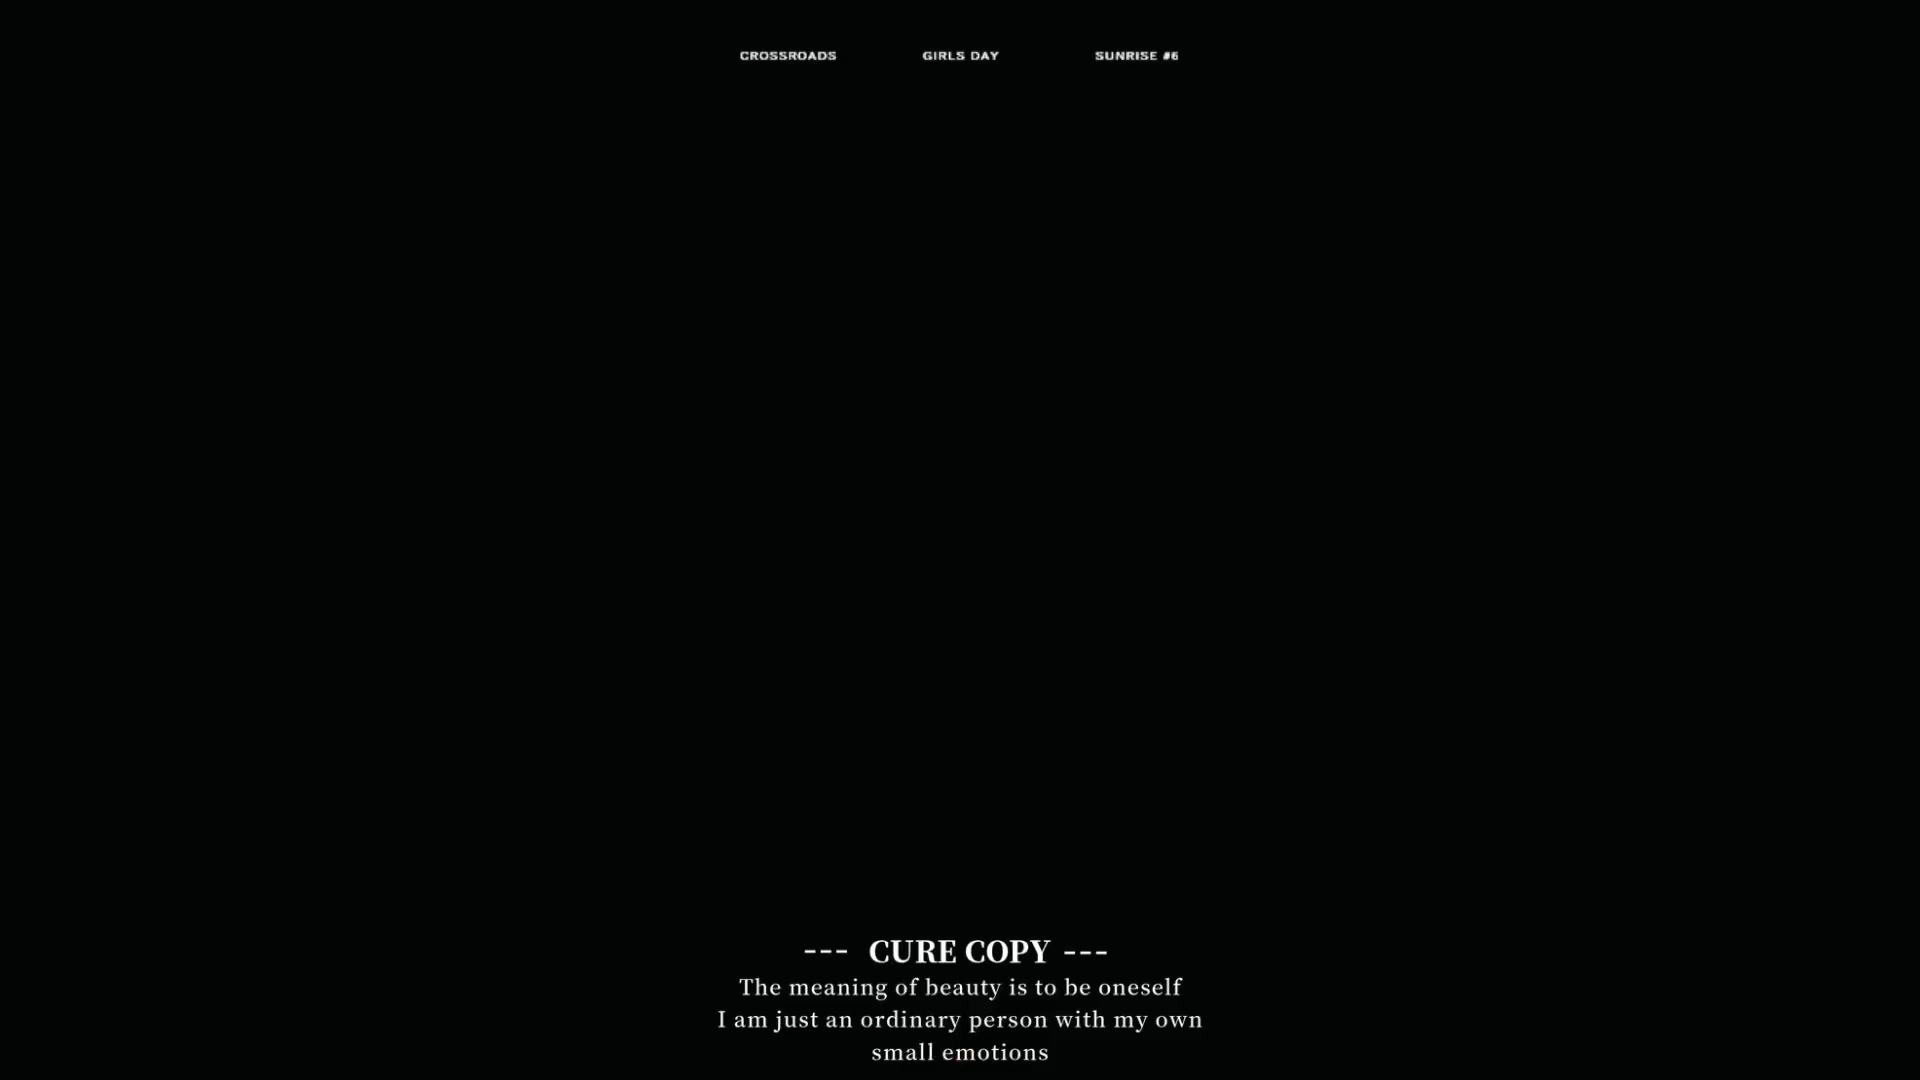 CROSSROADS GIRLS DAY SUNRISE #6
--- CURE COPY ---
The meaning of beauty is to be oneself
I am just an ordinary person with my own
small emotions